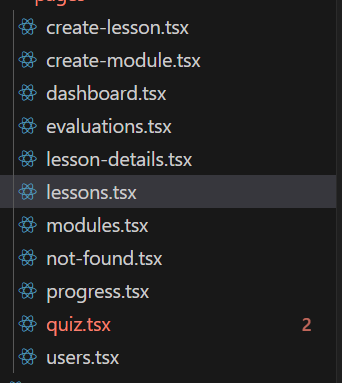 pages
create-lesson.tsx
create-module.tsx
dashboard.tsx
evaluations.tsx
lesson-details.tsx
lessons.tsx
modules.tsx
not-found.tsx
progress.tsx
quiz.tsx 2
users.tsx